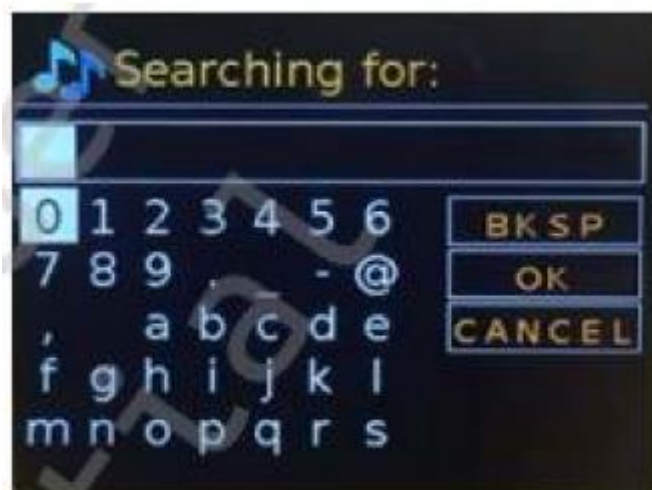 Searching for:
0 1 2 3 4 5 6 BKSP
7 8 9 . _ - @ OK
, a b c d e CANCEL
f g h i j k l
m n o p q r s